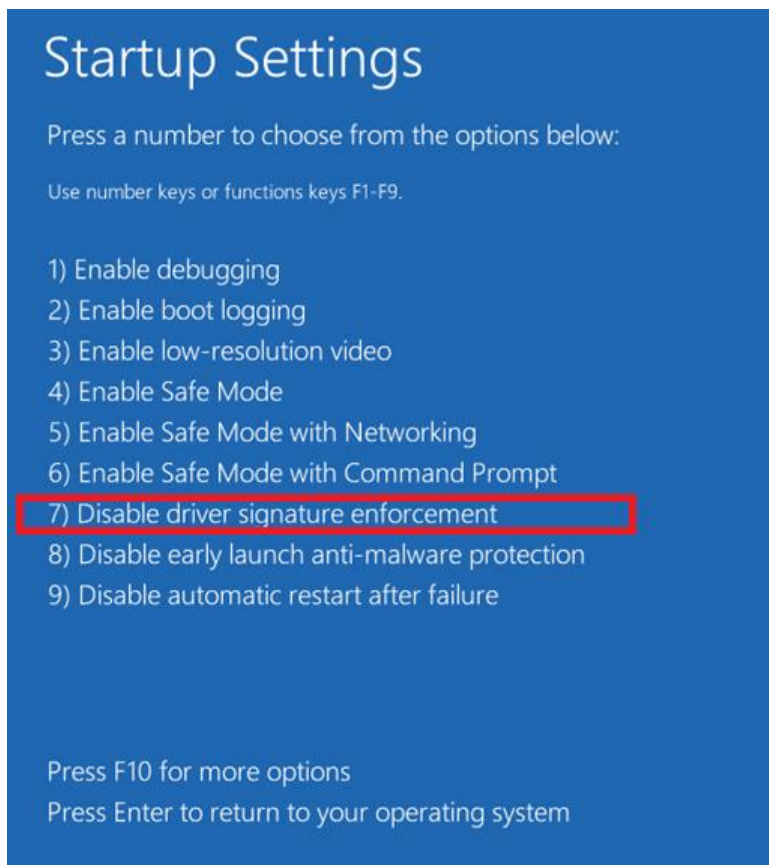 Startup Settings
Press a number to choose from the options below:
Use number keys or functions keys F1-F9.
1) Enable debugging
2) Enable boot logging
3) Enable low-resolution video
4) Enable Safe Mode
5) Enable Safe Mode with Networking
6) Enable Safe Mode with Command Prompt
7) Disable driver signature enforcement
8) Disable early launch anti-malware protection
9) Disable automatic restart after failure
Press F10 for more options
Press Enter to return to your operating system